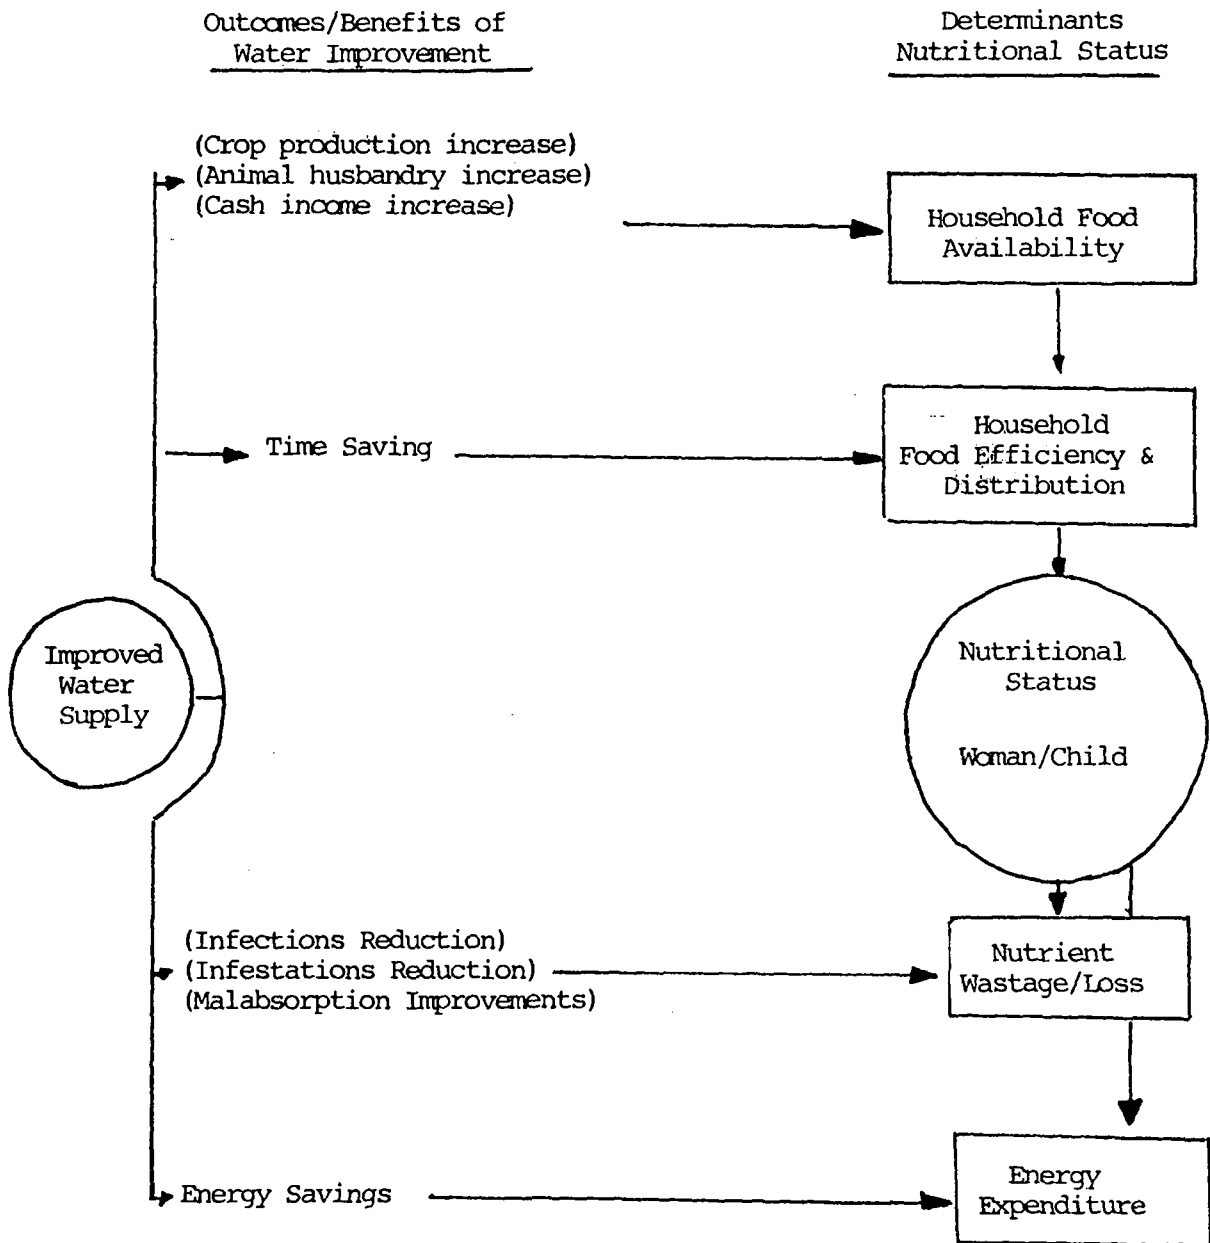 Outcomes/Benefits of
Water Improvement
Determinants
Nutritional Status
(Crop production increase)
(Animal husbandry increase)
(Cash income increase)
Household Food
Availability
Time Saving
Household
Food Efficiency &
Distribution
Improved
Water
Supply
Nutritional
Status
Woman/Child
(Infections Reduction)
(Infestations Reduction)
(Malabsorption Improvements)
Nutrient
Wastage/Loss
Energy Savings
Energy
Expenditure